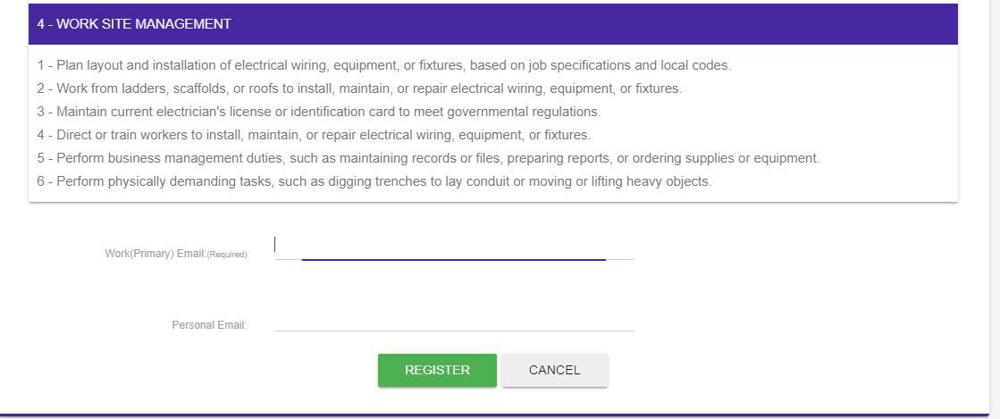 4 - WORK SITE MANAGEMENT
1 - Plan layout and installation of electrical wiring, equipment, or fixtures, based on job specifications and local codes.
2 - Work from ladders, scaffolds, or roofs to install, maintain, or repair electrical wiring, equipment, or fixtures.
3 - Maintain current electrician's license or identification card to meet governmental regulations.
4 - Direct or train workers to install, maintain, or repair electrical wiring, equipment, or fixtures.
5 - Perform business management duties, such as maintaining records or files, preparing reports, or ordering supplies or equipment.
6 - Perform physically demanding tasks, such as digging trenches to lay conduit or moving or lifting heavy objects.
Work(Primary) Email:(Required)
Personal Email:
REGISTER CANCEL